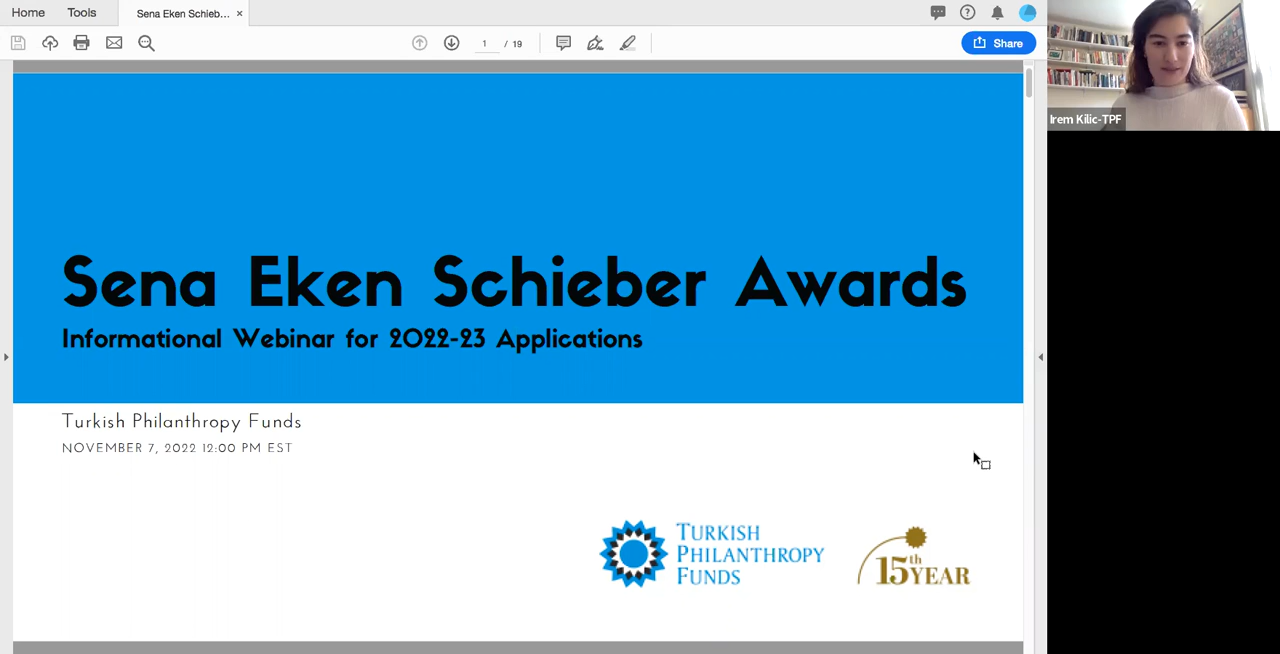 Home
Tools
Sena Eken Schieb... ×
1 / 19
Share
Irem Kilic-TPF
Sena Eken Schieber Awards
Informational Webinar for 2022-23 Applications
Turkish Philanthropy Funds
NOVEMBER 7, 2022 12:00 PM EST
TURKISH
PHILANTHROPY
FUNDS
15th YEAR